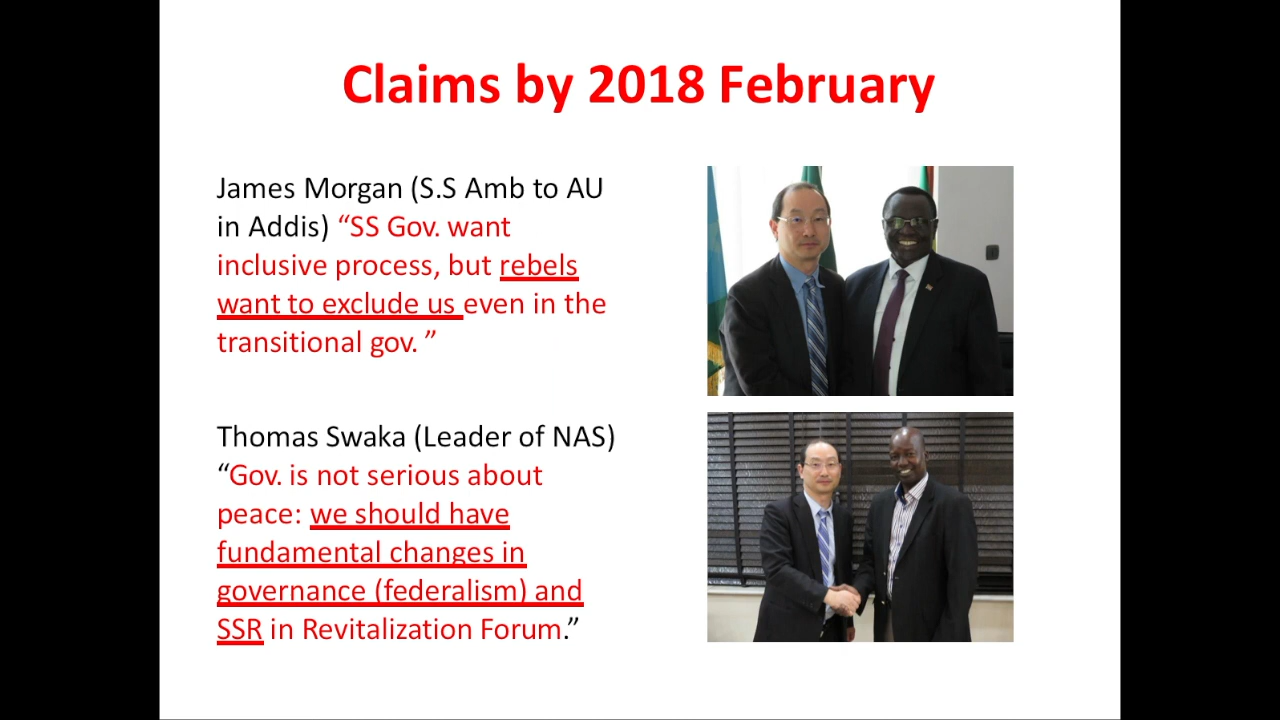 Claims by 2018 February
James Morgan (S.S Amb to AU
in Addis) “SS Gov. want
inclusive process, but rebels
want to exclude us even in the
transitional gov. ”
Thomas Swaka (Leader of NAS)
“Gov. is not serious about
peace: we should have
fundamental changes in
governance (federalism) and
SSR in Revitalization Forum.”